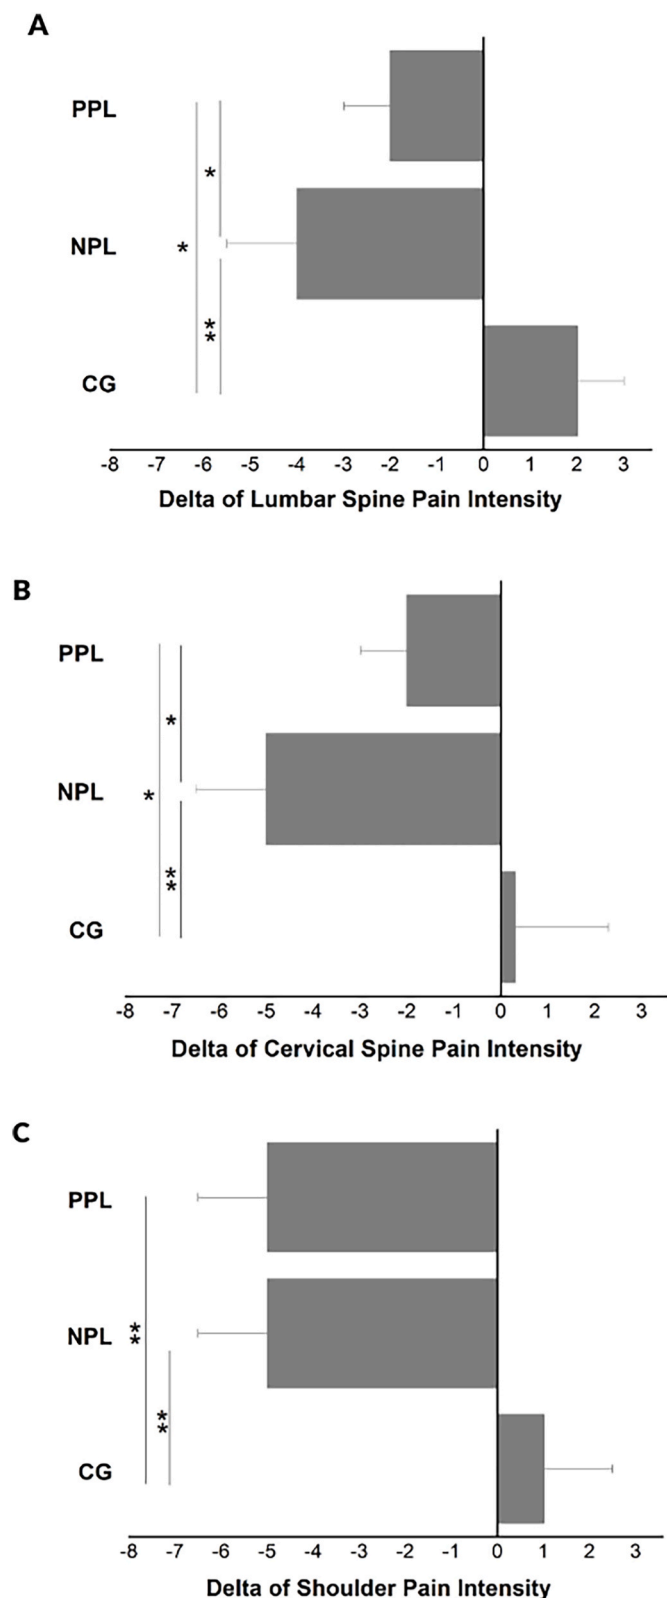 A
PPL
*
NPL
*
**
CG
-8 -7 -6 -5 -4 -3 -2 -1 0 1 2 3
Delta of Lumbar Spine Pain Intensity
B
PPL
*
NPL
*
**
CG
-8 -7 -6 -5 -4 -3 -2 -1 0 1 2 3
Delta of Cervical Spine Pain Intensity
C
PPL
NPL
**
**
CG
-8 -7 -6 -5 -4 -3 -2 -1 0 1 2 3
Delta of Shoulder Pain Intensity